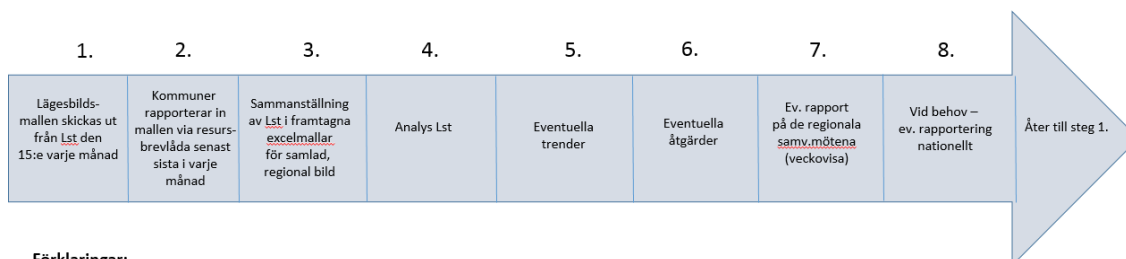 1.
2.
3.
4.
5.
6.
7.
8.
Lägesbilds-
mallen skickas ut
från Lst den
15:e varje månad
Kommuner
rapporterar in
mallen via resurs-
brevlåda senast
sista i varje
månad
Sammanställning
av Lst i framtagna
excelmallar
för samlad,
regional bild
Analys Lst
Eventuella
trender
Eventuella
åtgärder
Ev. rapport
på de regionala
samv.mötena
(veckovisa)
Vid behov –
ev. rapportering
nationellt
Åter till steg 1.
Förklaringar: